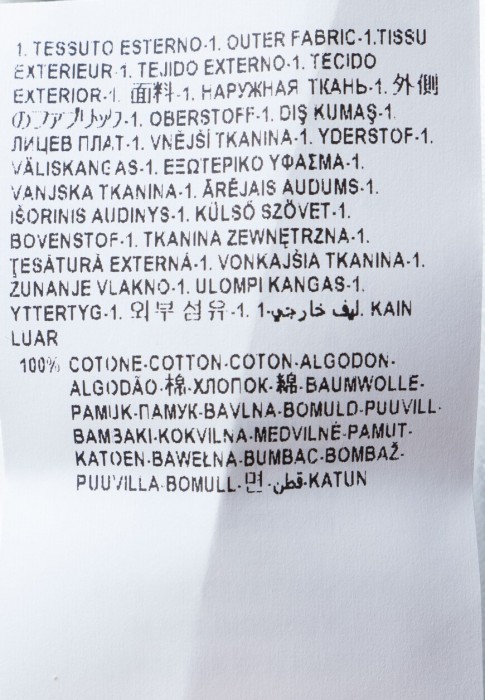 1. TESSUTO ESTERNO-1. OUTER FABRIC-1.TISSU
EXTERIEUR-1. TEJIDO EXTERNO-1. TECIDO
EXTERIOR-1. 面料-1. НАРУЖНАЯ ТКАНЬ-1. 外側
のファブリック-1. OBERSTOFF-1. DIŞ KUMAŞ-1.
ЛИЦЕВ ПЛАТ-1. VNĚJŠÍ TKANINA-1. YDERSTOF-1.
VÄLISKANGAS-1. ΕΞΩΤΕΡΙΚΟ ΥΦΑΣΜΑ-1.
VANJSKA TKANINA-1. ĀRĒJAIS AUDUMS-1.
IŠORINIS AUDINYS-1. KÜLSŐ SZÖVET-1.
BOVENSTOF-1. TKANINA ZEWNĘTRZNA-1.
ŢESĂTURĂ EXTERNĂ-1. VONKAJŠIA TKANINA-1.
ZUNANJE VLAKNO-1. ULOMPI KANGAS-1.
YTTERTYG-1. 외부 섬유-1. ليف خارجي-1. KAIN
LUAR
100% COTONE-COTTON-COTON-ALGODON-
ALGODÃO-棉-ХЛОПОК-綿-BAUMWOLLE-
PAMUK-ПАМУК-BAVLNA-BOMULD-PUUVILL-
ΒΑΜΒΑΚΙ-KOKVILNA-MEDVILNĖ-PAMUT-
KATOEN-BAWEŁNA-BUMBAC-BOMBAŽ-
PUUVILLA-BOMULL-면-قطن-KATUN